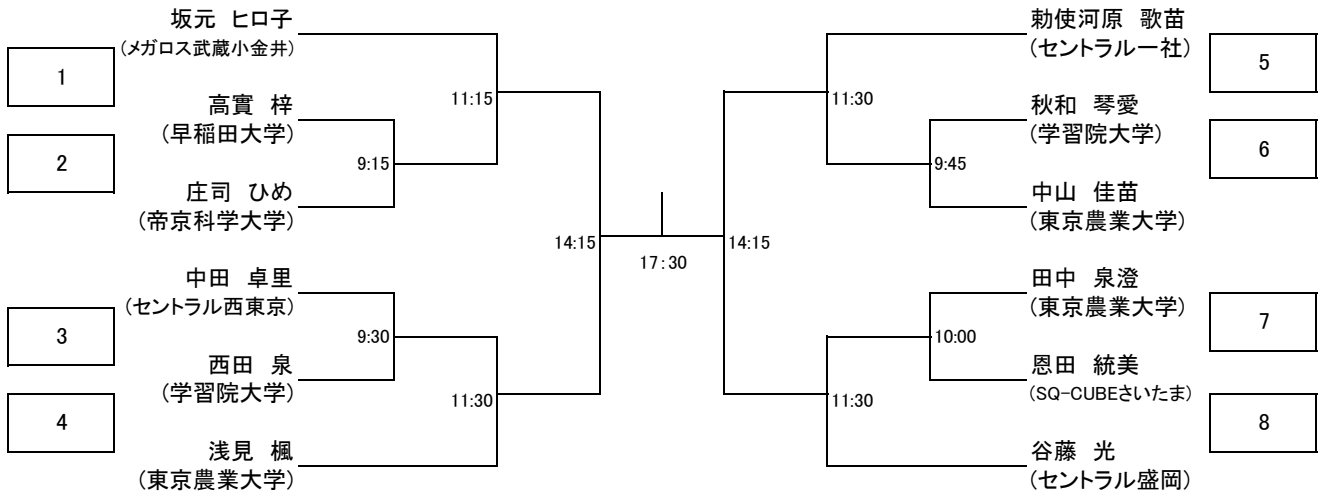 坂元 ヒロ子
(メガロス武蔵小金井)
1
11:15
高實 梓
(早稲田大学)
2
9:15
庄司 ひめ
(帝京科学大学)
14:15
中田 卓里
(セントラル西東京)
3
9:30
西田 泉
(学習院大学)
4
11:30
浅見 楓
(東京農業大学)
17:30
勅使河原 歌苗
(セントラル一社)
5
11:30
秋和 琴愛
(学習院大学)
6
9:45
中山 佳苗
(東京農業大学)
14:15
田中 泉澄
(東京農業大学)
7
10:00
恩田 統美
(SQ-CUBEさいたま)
8
11:30
谷藤 光
(セントラル盛岡)